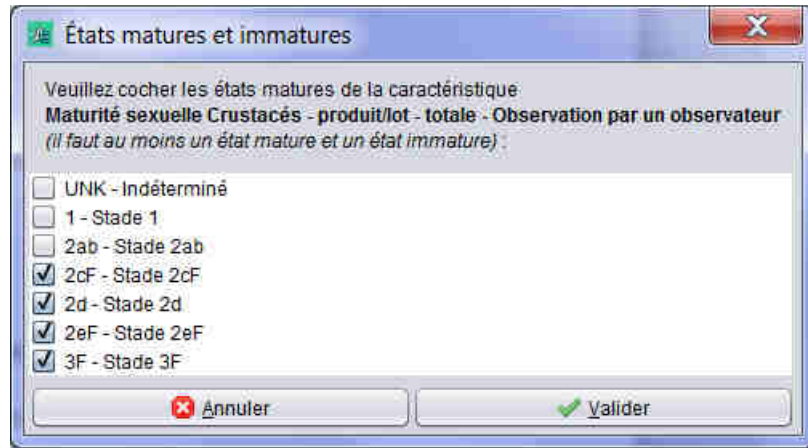 États matures et immatures
Veuillez cocher les états matures de la caractéristique
Maturité sexuelle Crustacés - produit/lot - totale - Observation par un observateur
(il faut au moins un état mature et un état immature) :
UNK - Indéterminé
1 - Stade 1
2ab - Stade 2ab
2cF - Stade 2cF
2d - Stade 2d
2eF - Stade 2eF
3F - Stade 3F
Annuler
Valider